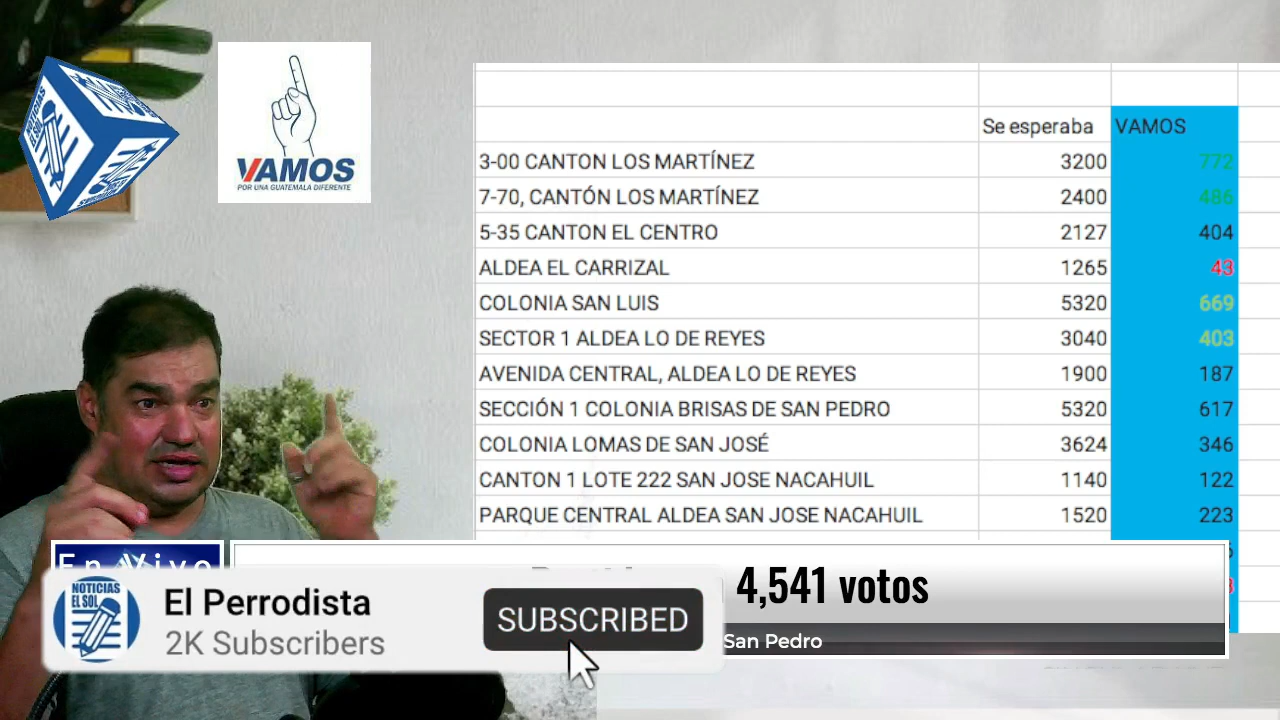 NOTICIAS
EL SOL
VAMOS
POR UNA GUATEMALA DIFERENTE
Se esperaba VAMOS
3-00 CANTON LOS MARTÍNEZ 3200 772
7-70, CANTÓN LOS MARTÍNEZ 2400 486
5-35 CANTON EL CENTRO 2127 404
ALDEA EL CARRIZAL 1265 43
COLONIA SAN LUIS 5320 669
SECTOR 1 ALDEA LO DE REYES 3040 403
AVENIDA CENTRAL, ALDEA LO DE REYES 1900 187
SECCIÓN 1 COLONIA BRISAS DE SAN PEDRO 5320 617
COLONIA LOMAS DE SAN JOSÉ 3624 346
CANTON 1 LOTE 222 SAN JOSE NACAHUIL 1140 122
PARQUE CENTRAL ALDEA SAN JOSE NACAHUIL 1520 223
En Vivo
4,541 votos
San Pedro
NOTICIAS
EL SOL
El Perrodista
2K Subscribers
SUBSCRIBED